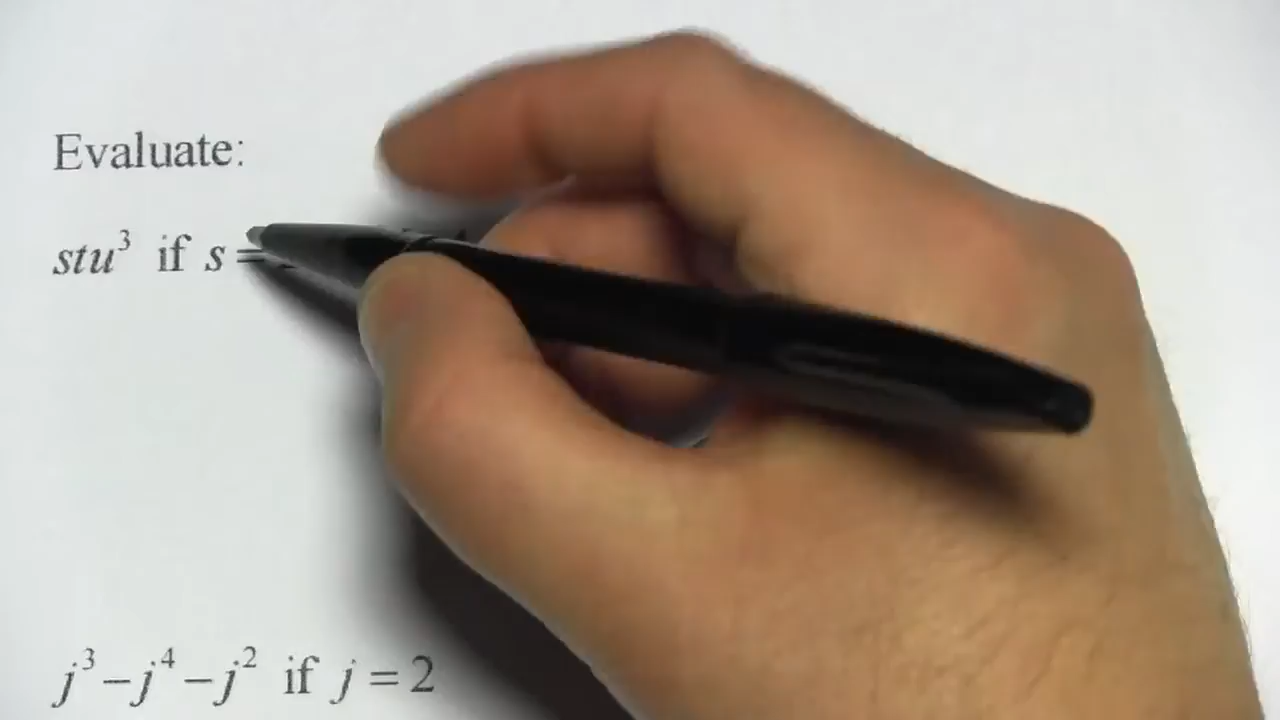 Evaluate:
stu³ if s =
j³ – j⁴ – j² if j = 2